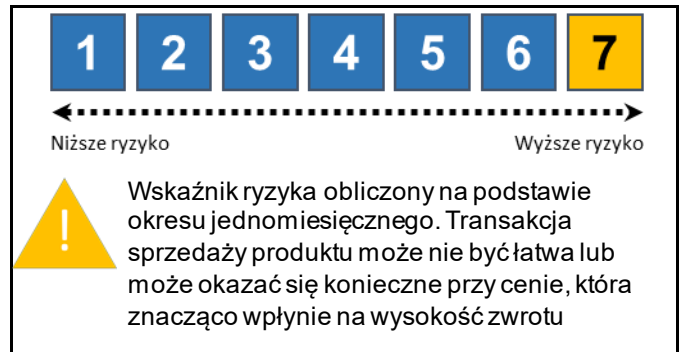 1 2 3 4 5 6 7
Niższe ryzyko Wyższe ryzyko
!
Wskaźnik ryzyka obliczony na podstawie
okresu jednomiesięcznego. Transakcja
sprzedaży produktu może nie być łatwa lub
może okazać się konieczne przy cenie, która
znacząco wpłynie na wysokość zwrotu